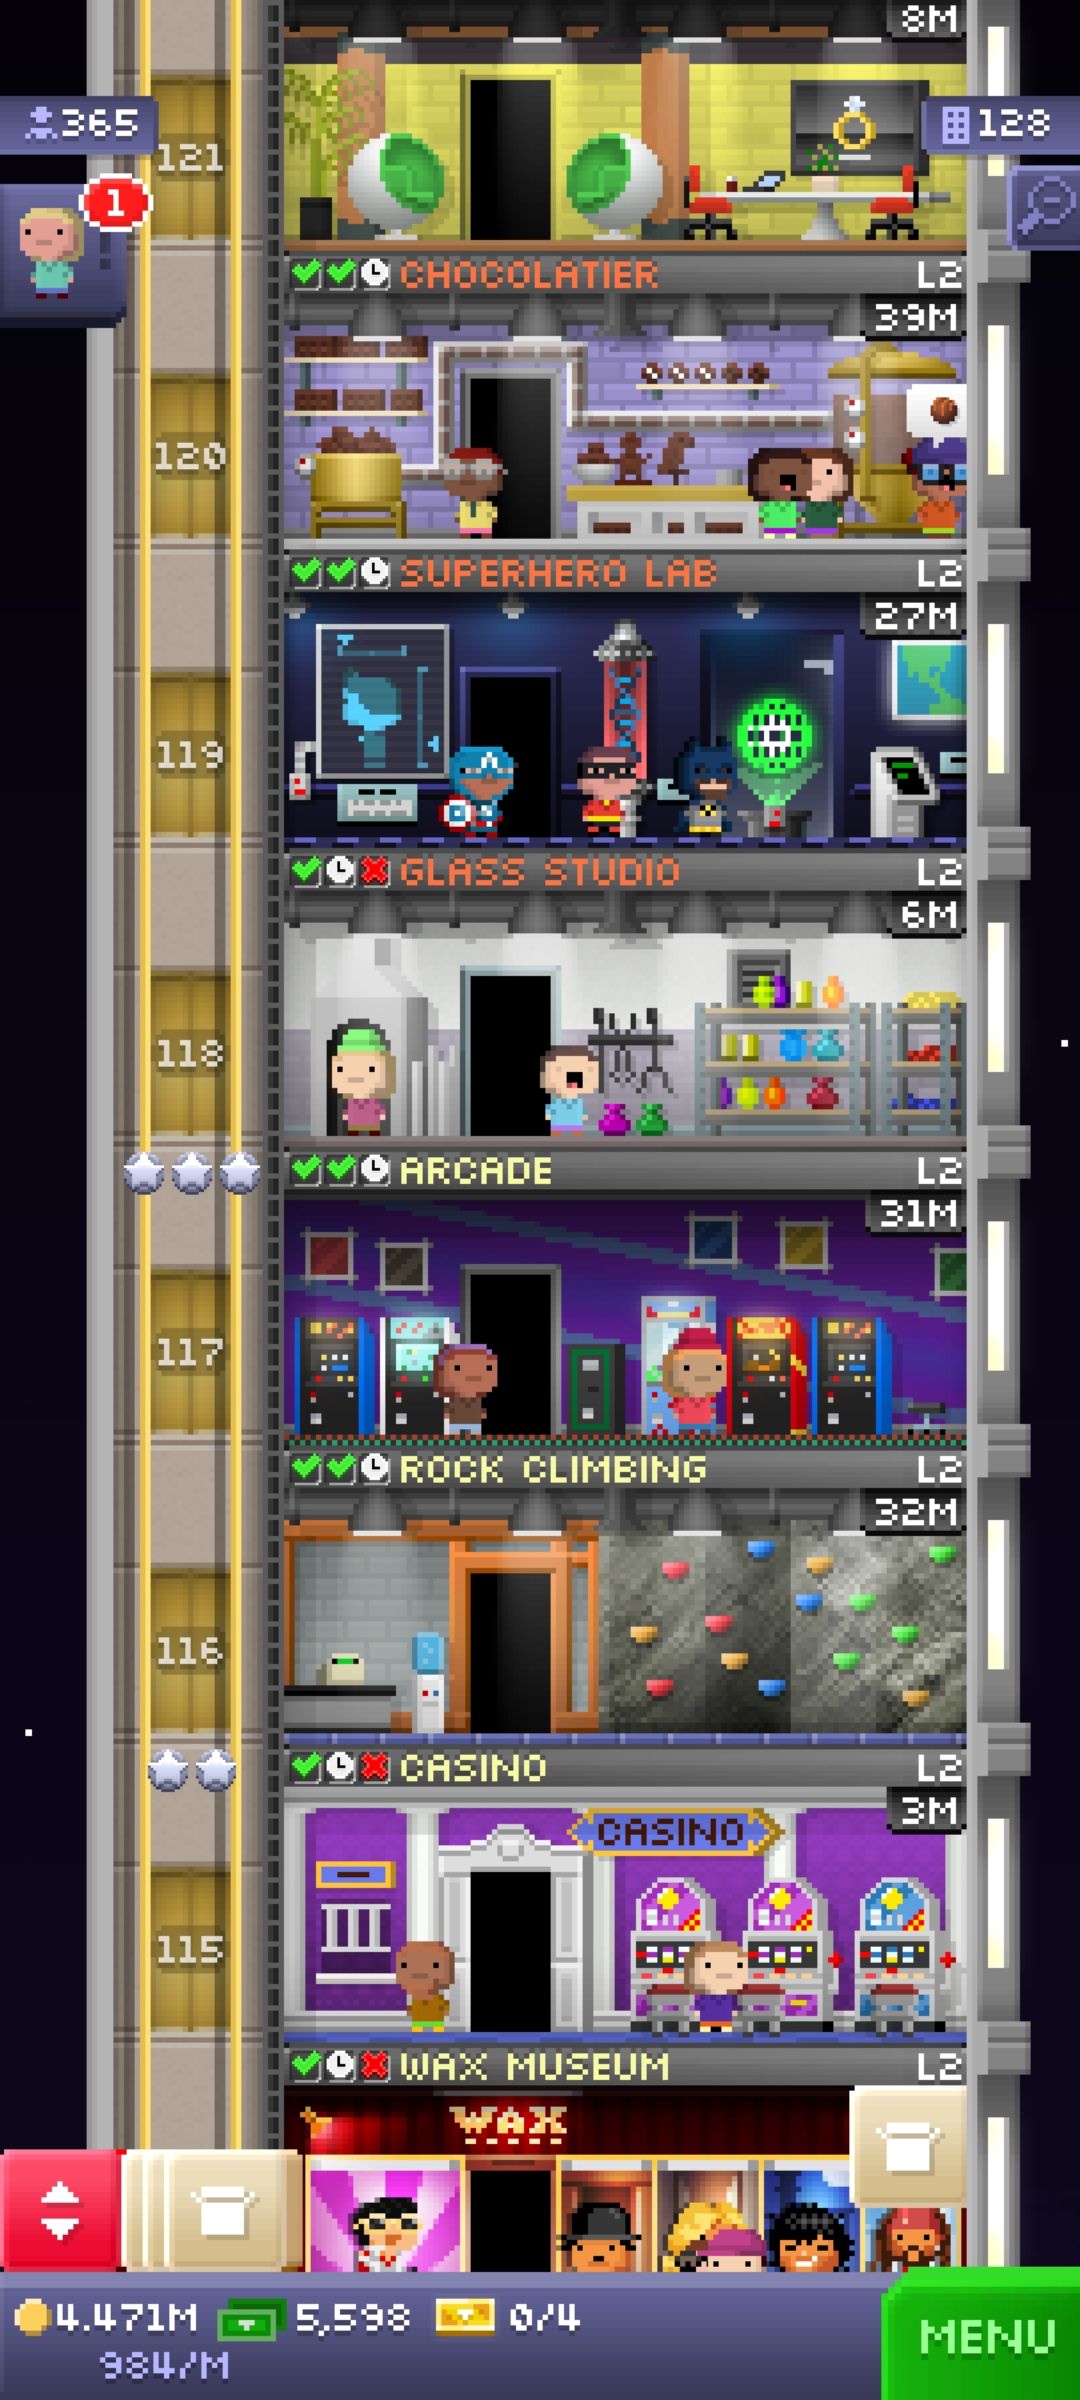 8M
365
128
121
1
CHOCOLATIER L2
39M
120
SUPERHERO LAB L2
27M
119
GLASS STUDIO L2
6M
118
ARCADE L2
31M
117
ROCK CLIMBING L2
32M
116
CASINO L2
3M
CASINO
115
WAX MUSEUM L2
WAX
4.471M 5,598 0/4
984/M
MENU